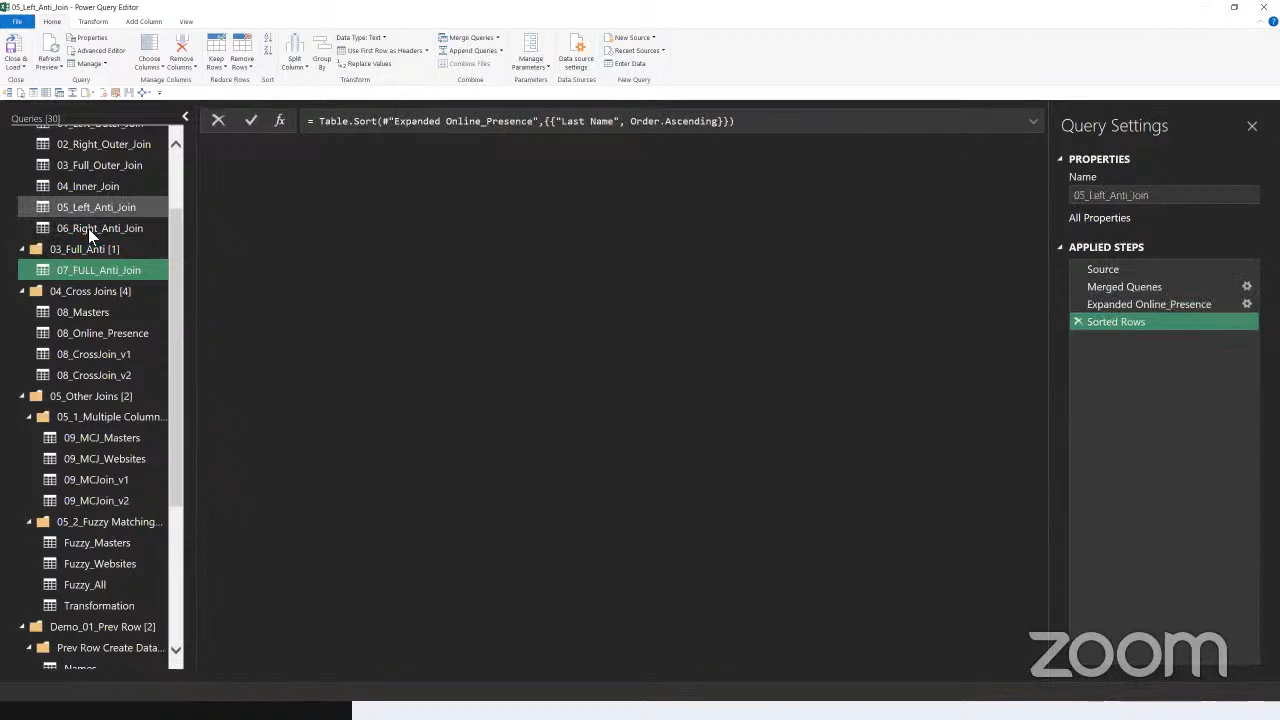 05_Left_Anti_Join - Power Query Editor
File
Home
Transform
Add Column
View
Close &
Load
Close
Refresh
Preview
Properties
Advanced Editor
Manage
Query
Choose
Columns
Remove
Columns
Manage Columns
Keep
Rows
Remove
Rows
Reduce Rows
Sort
Split
Column
Group
By
Data Type: Text
Use First Row as Headers
Replace Values
Transform
Merge Queries
Append Queries
Combine Files
Combine
Manage
Parameters
Parameters
Data source
settings
Data Sources
New Source
Recent Sources
Enter Data
New Query
Queries [30]
02_Right_Outer_Join
03_Full_Outer_Join
04_Inner_Join
05_Left_Anti_Join
06_Right_Anti_Join
03_Full_Anti [1]
07_FULL_Anti_Join
04_Cross Joins [4]
08_Masters
08_Online_Presence
08_CrossJoin_v1
08_CrossJoin_v2
05_Other Joins [2]
05_1_Multiple Column...
09_MCJ_Masters
09_MCJ_Websites
09_MCJoin_v1
09_MCJoin_v2
05_2_Fuzzy Matching...
Fuzzy_Masters
Fuzzy_Websites
Fuzzy_All
Transformation
Demo_01_Prev Row [2]
Prev Row Create Data...
Names
fx
= Table.Sort(#"Expanded Online_Presence",{{"Last Name", Order.Ascending}})
Query Settings
PROPERTIES
Name
05_Left_Anti_Join
All Properties
APPLIED STEPS
Source
Merged Queries
Expanded Online_Presence
Sorted Rows
zoom